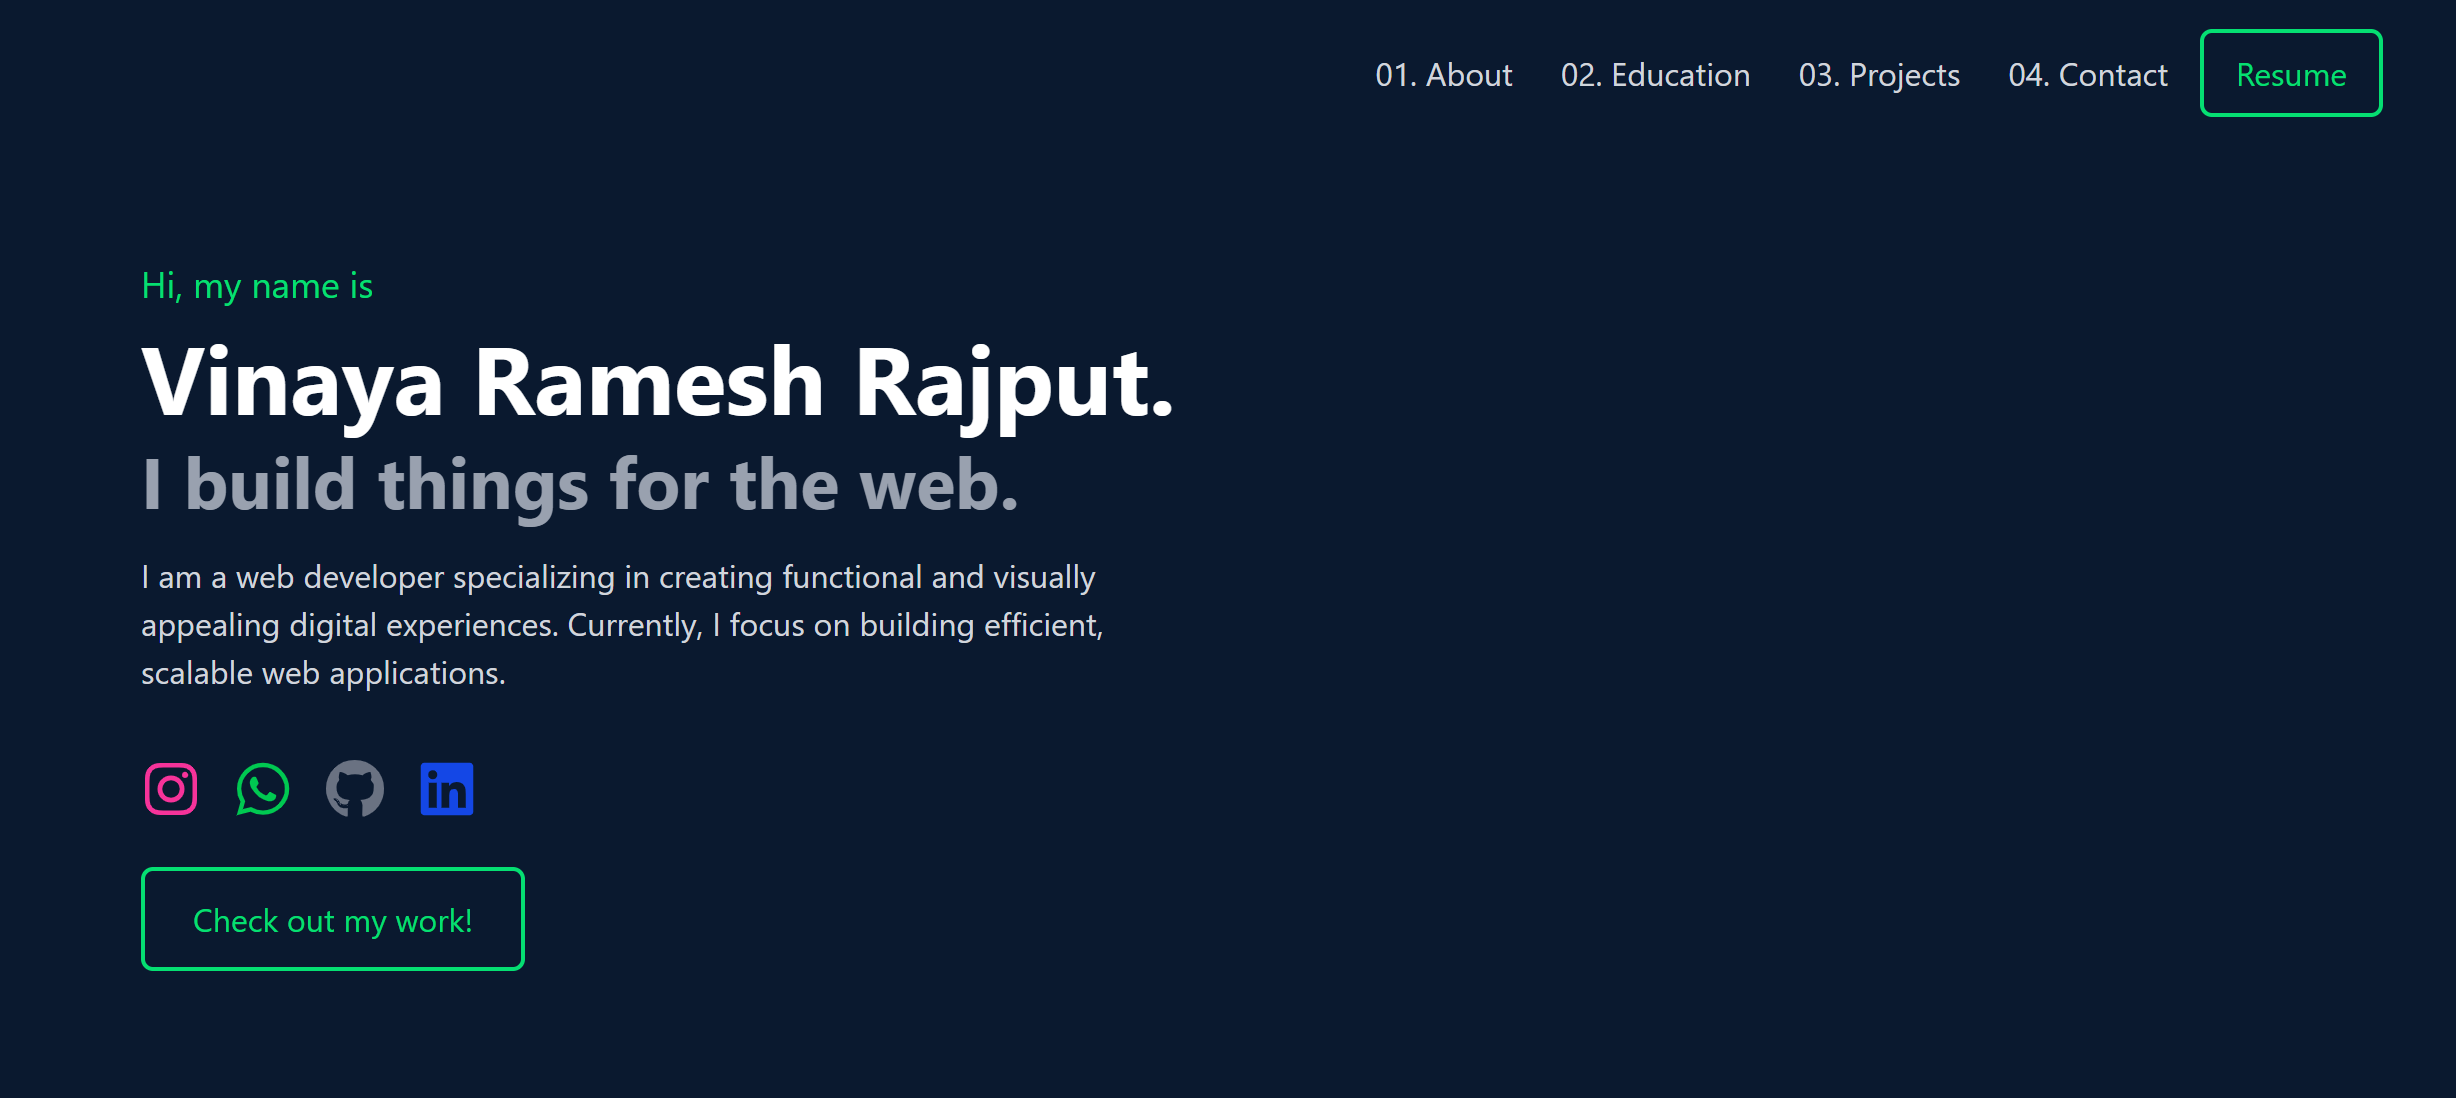 01. About 02. Education 03. Projects 04. Contact Resume
Hi, my name is
Vinaya Ramesh Rajput.
I build things for the web.
I am a web developer specializing in creating functional and visually
appealing digital experiences. Currently, I focus on building efficient,
scalable web applications.
in
Check out my work!